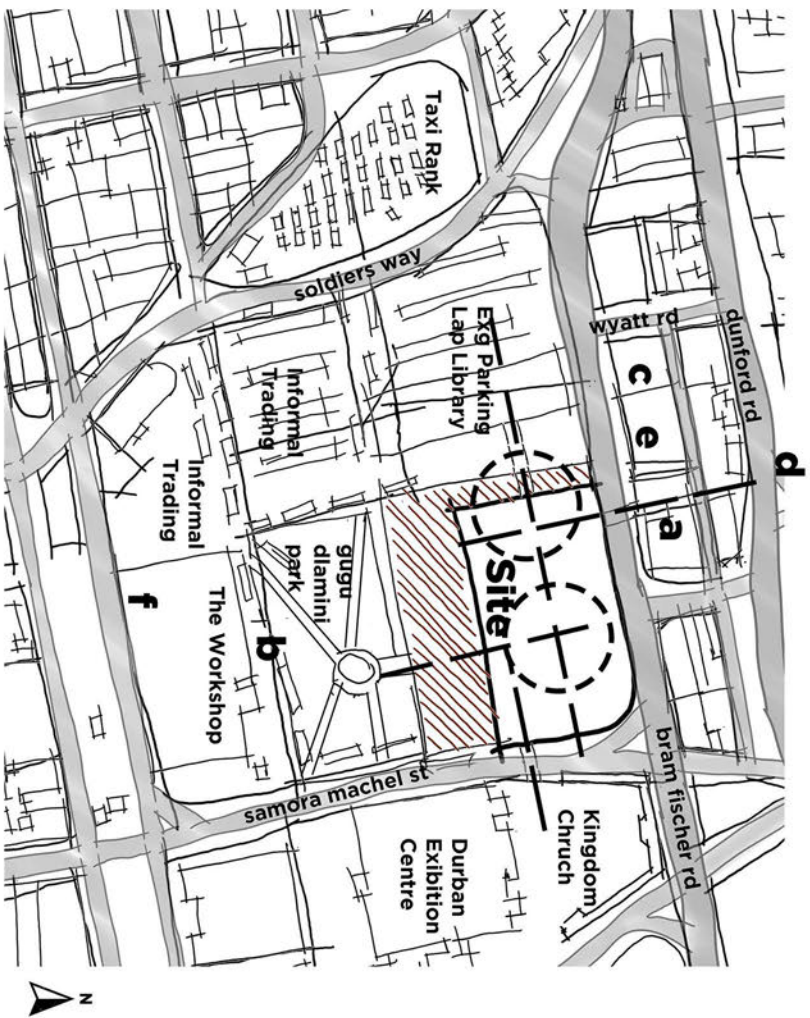 Taxi Rank
soldiers way
wyatt rd
dunford rd
Exg Parking
Lap Library
Informal
Trading
c
e
d
a
Informal
Trading
gugu
dlamini
park
Site
f
The Workshop
b
samora machel st
bram fischer rd
Kingdom
Chruch
Durban
Exibition
Centre
N